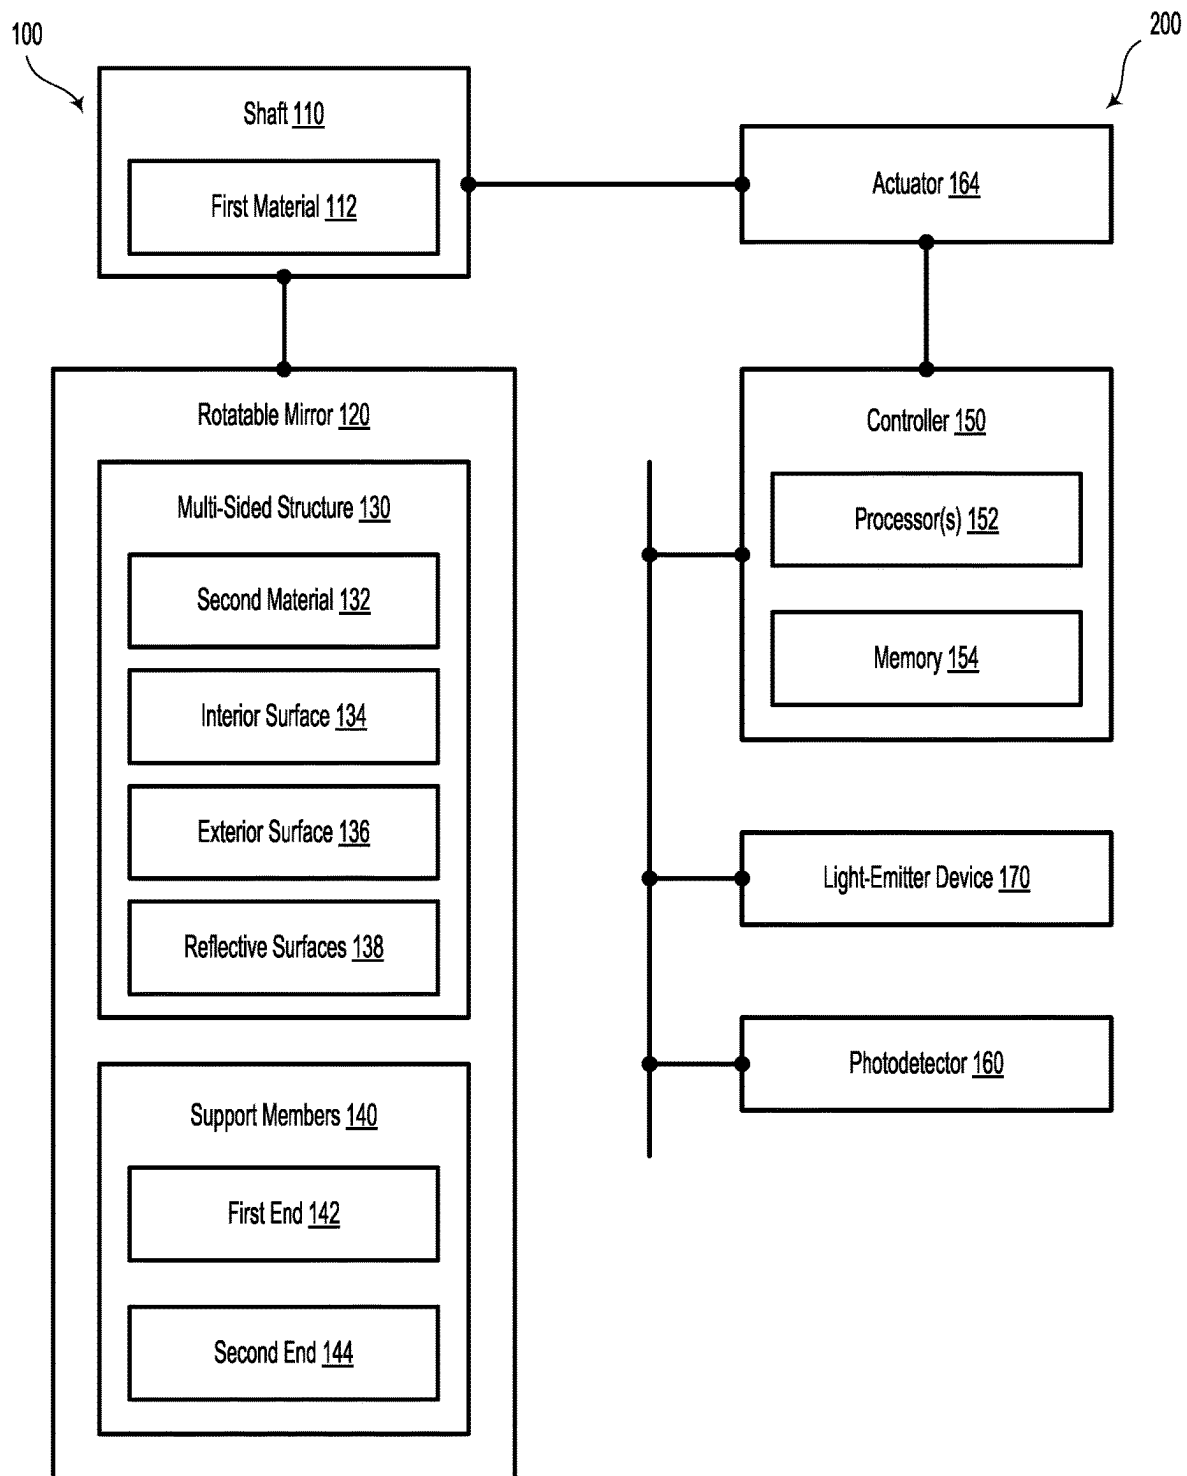 100
200
Shaft 110
First Material 112
Actuator 164
Rotatable Mirror 120
Multi-Sided Structure 130
Second Material 132
Interior Surface 134
Exterior Surface 136
Reflective Surfaces 138
Support Members 140
First End 142
Second End 144
Controller 150
Processor(s) 152
Memory 154
Light-Emitter Device 170
Photodetector 160